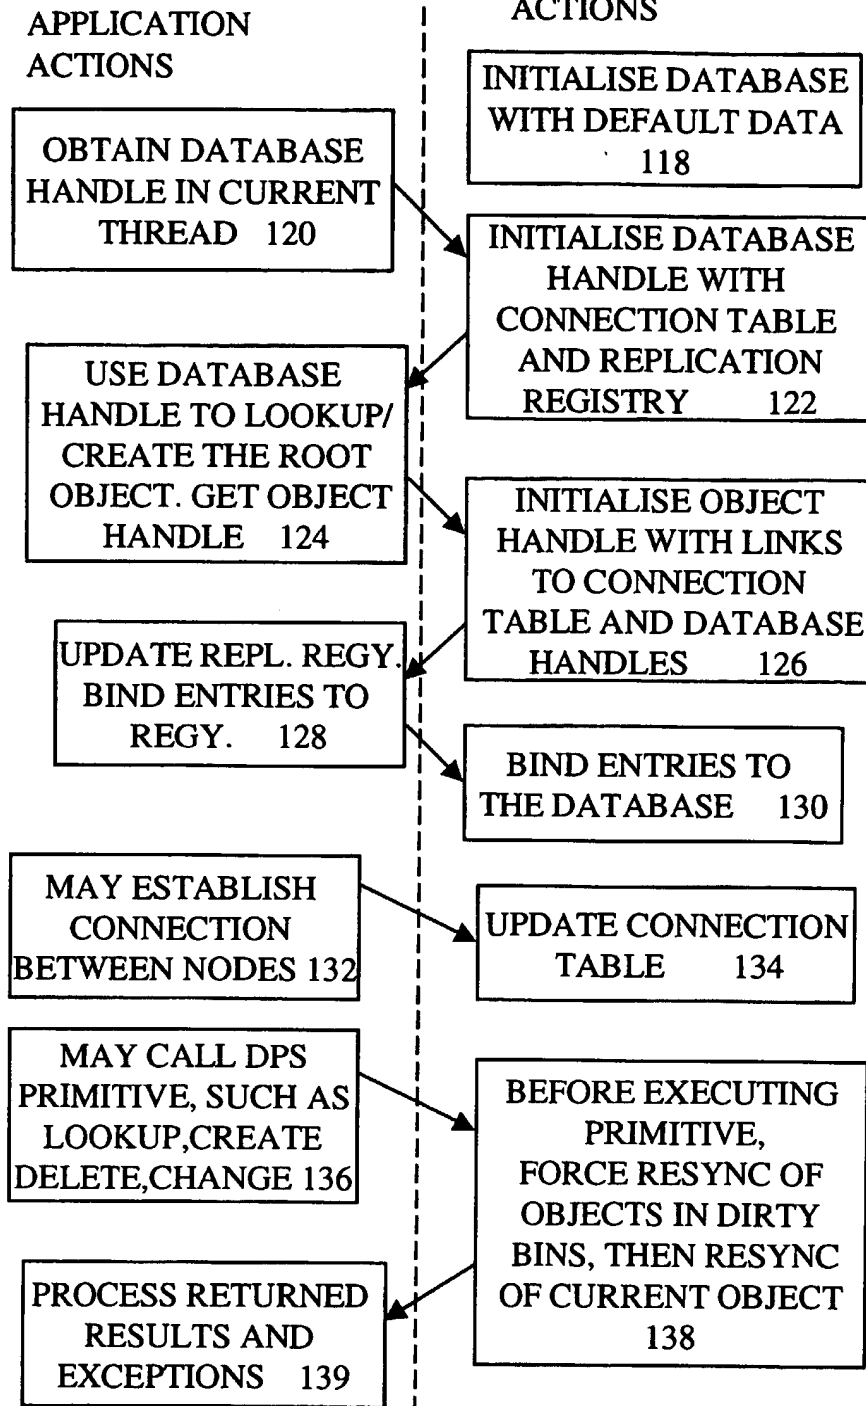 APPLICATION
ACTIONS
ACTIONS
INITIALISE DATABASE
WITH DEFAULT DATA
118
OBTAIN DATABASE
HANDLE IN CURRENT
THREAD 120
INITIALISE DATABASE
HANDLE WITH
CONNECTION TABLE
AND REPLICATION
REGISTRY 122
USE DATABASE
HANDLE TO LOOKUP/
CREATE THE ROOT
OBJECT. GET OBJECT
HANDLE 124
INITIALISE OBJECT
HANDLE WITH LINKS
TO CONNECTION
TABLE AND DATABASE
HANDLES 126
UPDATE REPL. REGY.
BIND ENTRIES TO
REGY. 128
BIND ENTRIES TO
THE DATABASE 130
MAY ESTABLISH
CONNECTION
BETWEEN NODES 132
UPDATE CONNECTION
TABLE 134
MAY CALL DPS
PRIMITIVE, SUCH AS
LOOKUP,CREATE
DELETE,CHANGE 136
BEFORE EXECUTING
PRIMITIVE,
FORCE RESYNC OF
OBJECTS IN DIRTY
BINS, THEN RESYNC
OF CURRENT OBJECT
138
PROCESS RETURNED
RESULTS AND
EXCEPTIONS 139